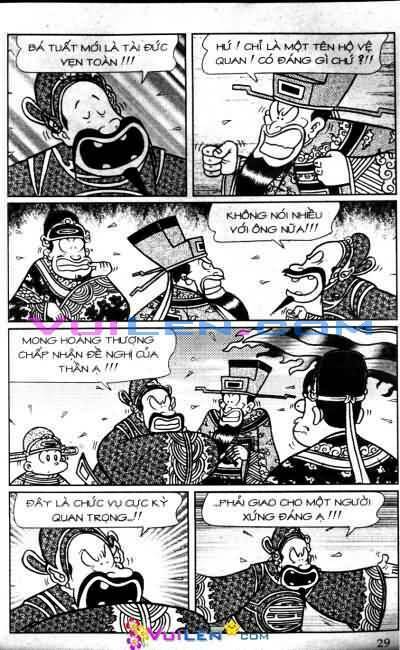 BÁ TUẤT MỚI LÀ TÀI ĐỨC
VẸN TOÀN !!!
HỨ ! CHỈ LÀ MỘT TÊN HỘ VỆ
QUAN ! CÓ ĐÁNG GÌ CHỨ ?!!
KHÔNG NÓI NHIỀU
VỚI ÔNG NỮA!!!
VUILEN.COM
MONG HOÀNG THƯỢNG
CHẤP NHẬN ĐỀ NGHỊ CỦA
THẦN Ạ !!!
ĐÂY LÀ CHỨC VỤ CỰC KỲ
QUAN TRỌNG...!!
...PHẢI GIAO CHO MỘT NGƯỜI
XỨNG ĐÁNG Ạ !!!
VUILEN.COM
29